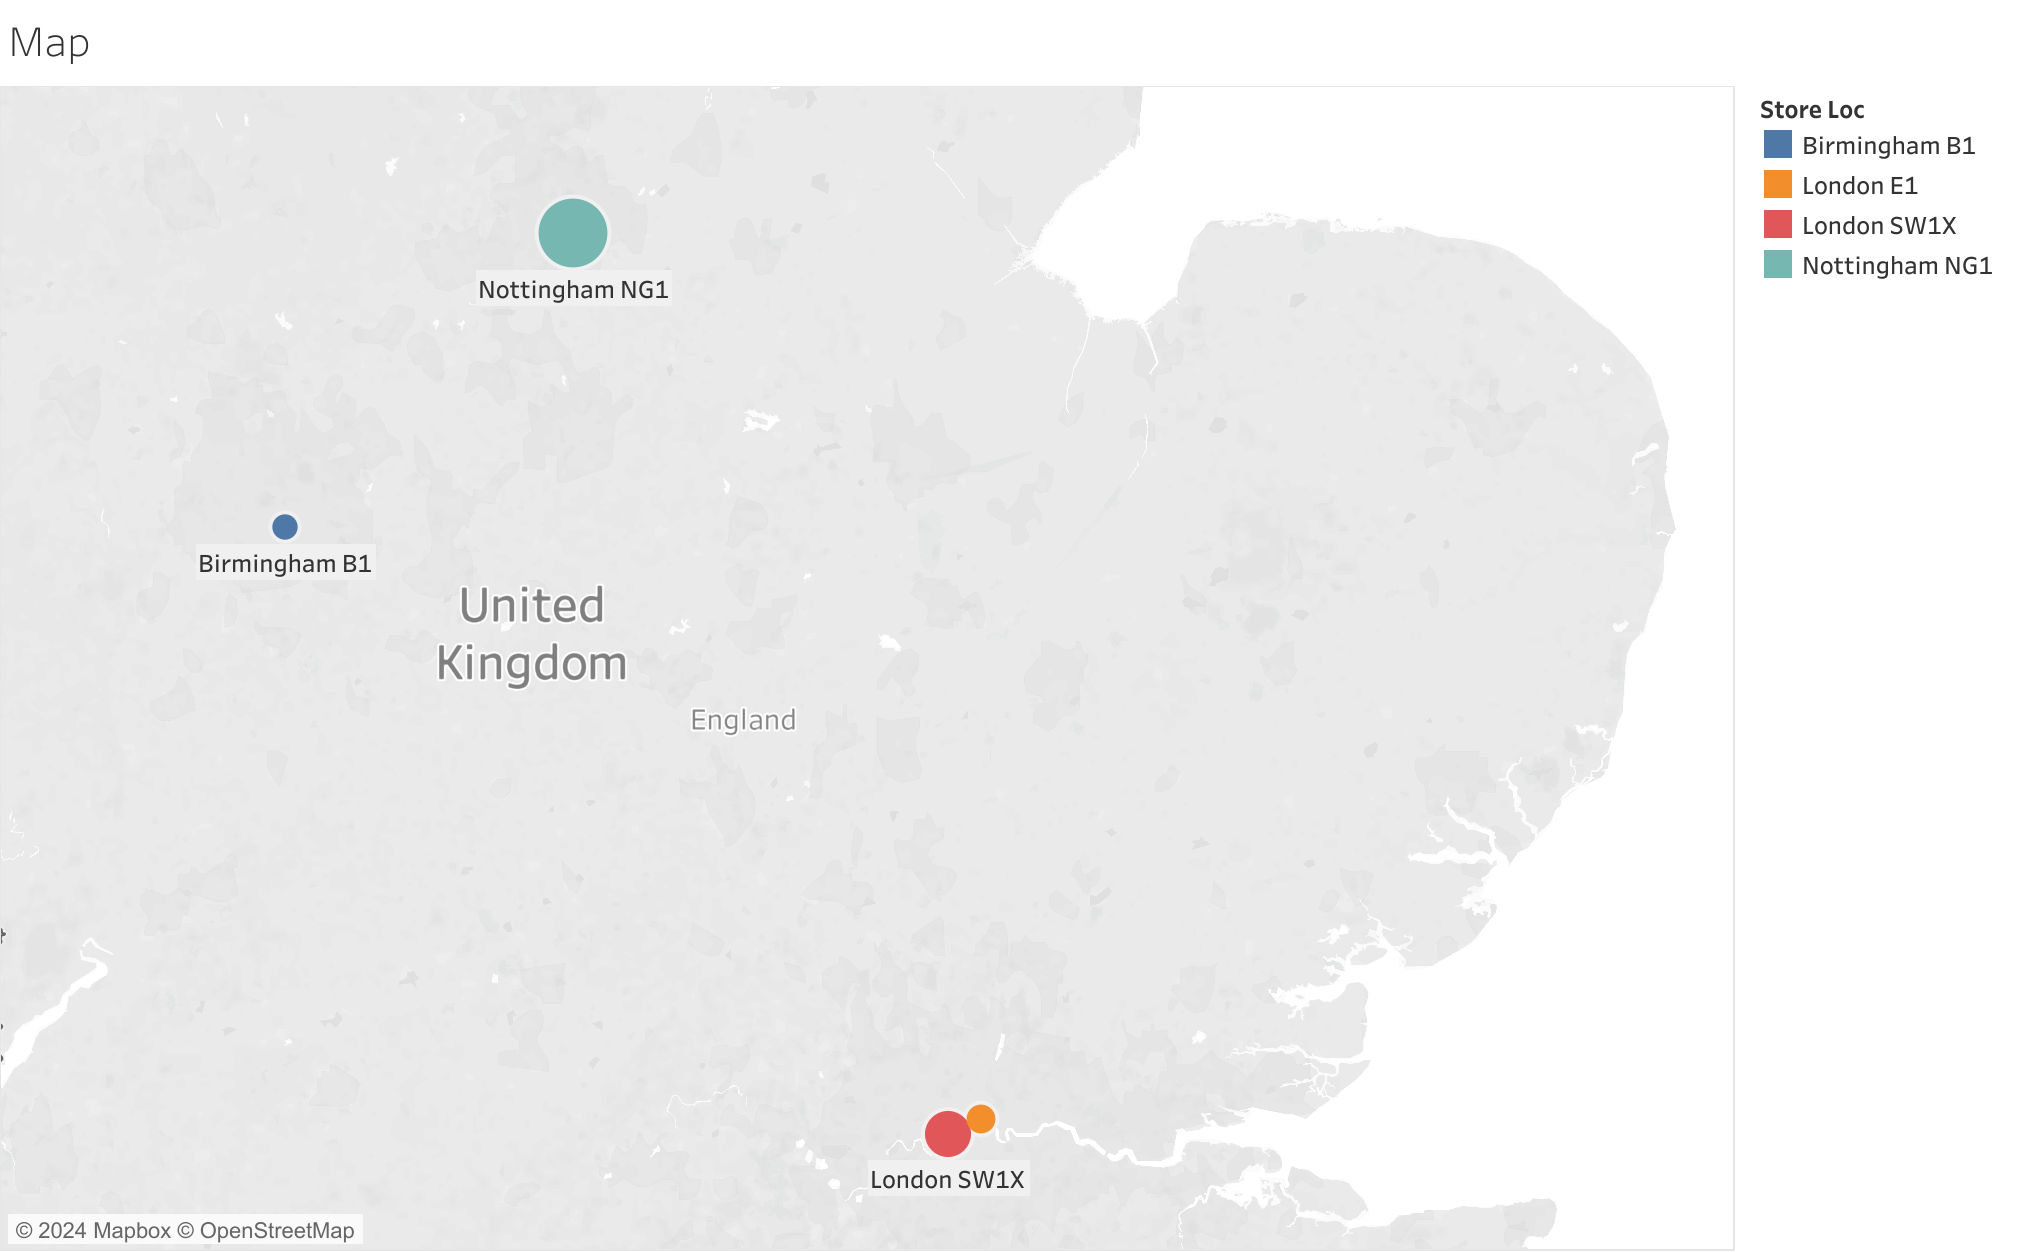 Map
Store Loc
Birmingham B1
London E1
London SW1X
Nottingham NG1
Nottingham NG1
Birmingham B1
United
Kingdom
England
London SW1X
© 2024 Mapbox © OpenStreetMap